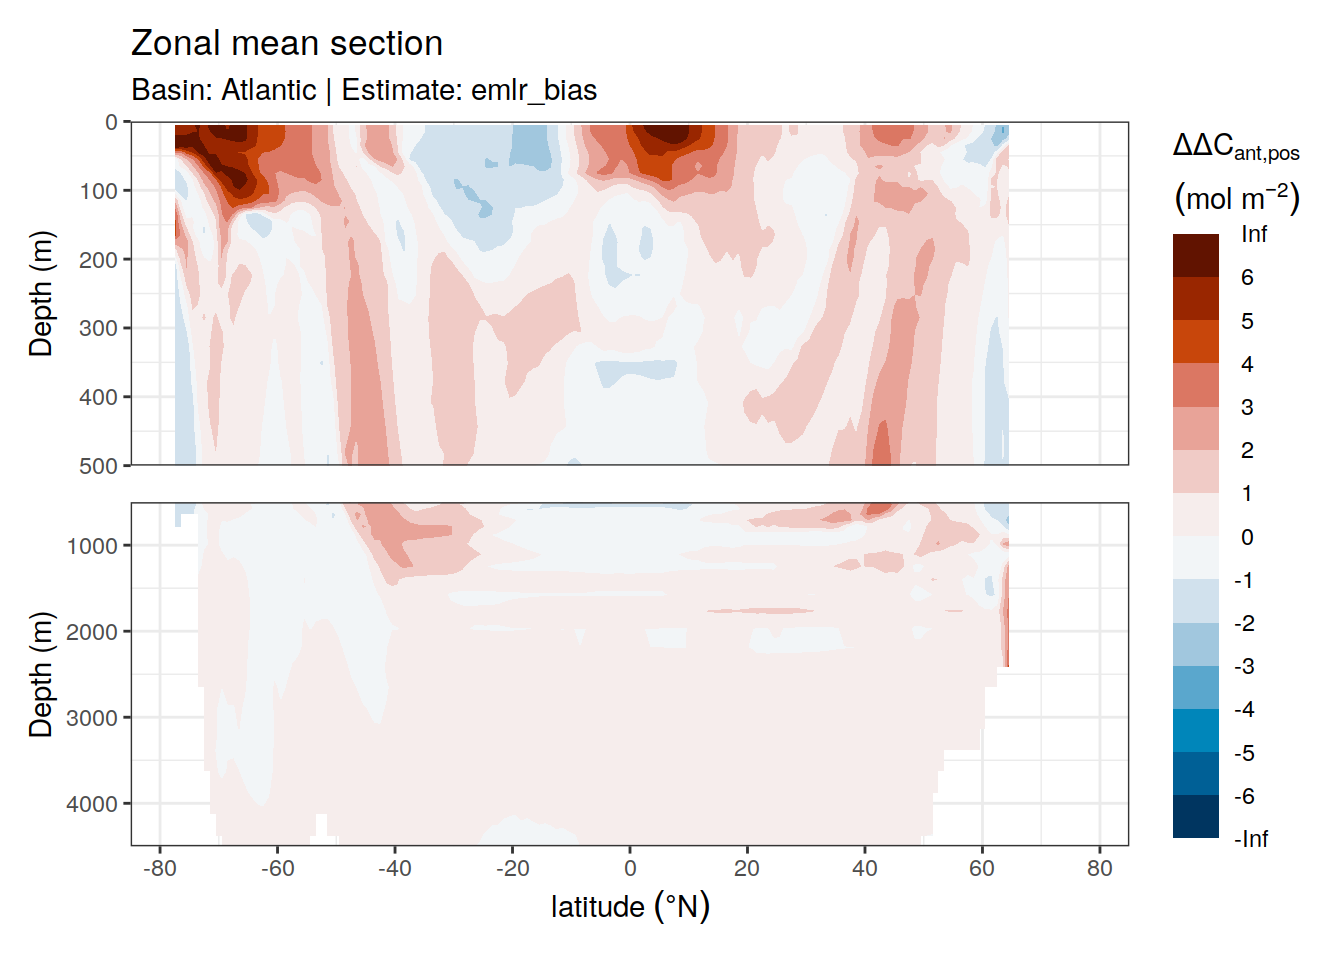 Zonal mean section
Basin: Atlantic | Estimate: emlr_bias
0
100
200
300
400
500
Depth (m)
1000
2000
3000
4000
Depth (m)
-80 -60 -40 -20 0 20 40 60 80
latitude (°N)
ΔΔCant,pos
(mol m−2)
Inf
6
5
4
3
2
1
0
-1
-2
-3
-4
-5
-6
-Inf